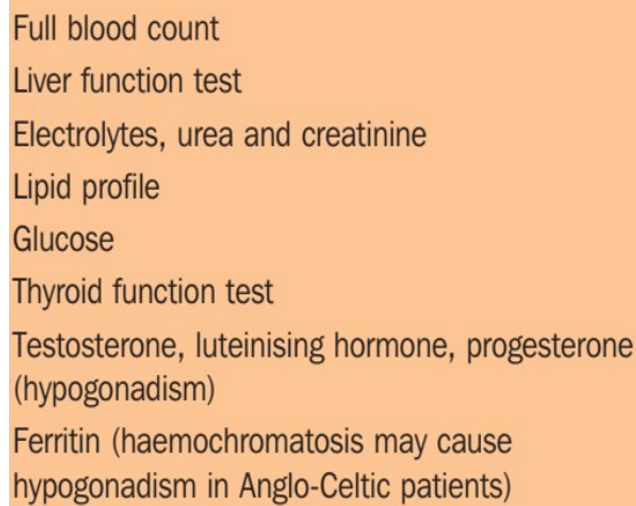 Full blood count
Liver function test
Electrolytes, urea and creatinine
Lipid profile
Glucose
Thyroid function test
Testosterone, luteinising hormone, progesterone
(hypogonadism)
Ferritin (haemochromatosis may cause
hypogonadism in Anglo-Celtic patients)